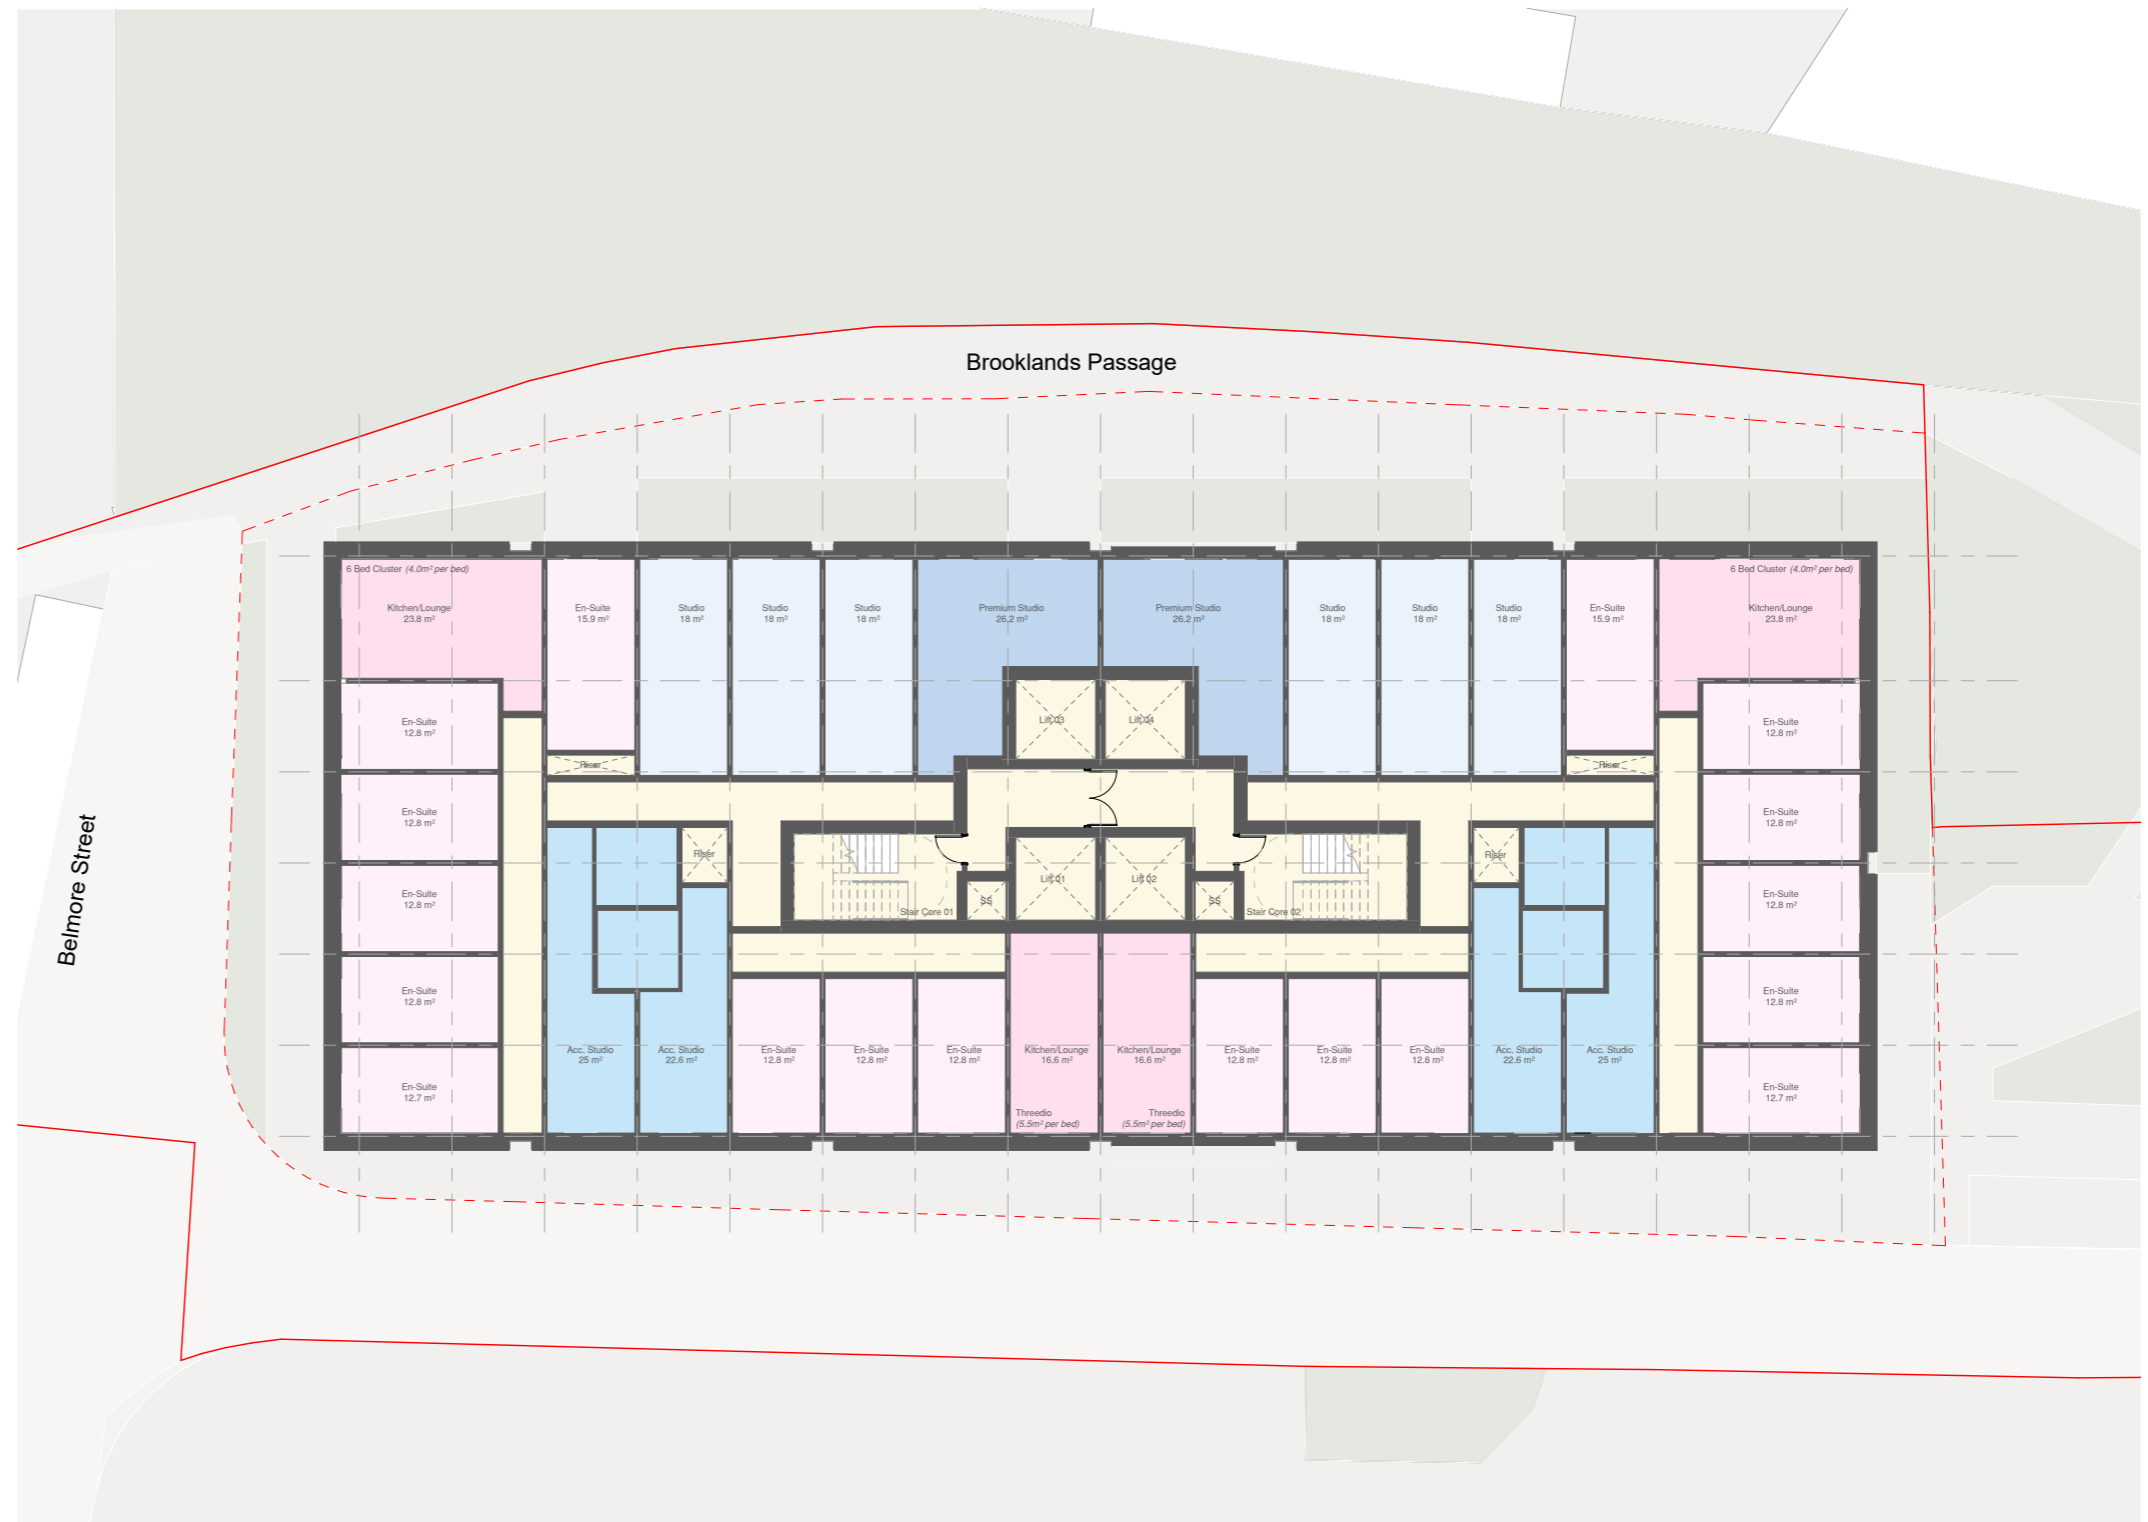 Brooklands Passage
Belmore Street
6 Bed Cluster (4.0m² per bed)
Kitchen/Lounge
23.8 m²
En-Suite
15.9 m²
Studio
18 m²
Studio
18 m²
Studio
18 m²
Premium Studio
26.2 m²
Premium Studio
26.2 m²
Studio
18 m²
Studio
18 m²
Studio
18 m²
En-Suite
15.9 m²
6 Bed Cluster (4.0m² per bed)
Kitchen/Lounge
23.8 m²
En-Suite
12.8 m²
Riser
Lift 03
Lift 04
Riser
En-Suite
12.8 m²
En-Suite
12.8 m²
En-Suite
12.8 m²
Riser
Riser
En-Suite
12.8 m²
Lift 01
Lift 02
En-Suite
12.8 m²
SS
SS
Stair Core 01
Stair Core 02
En-Suite
12.8 m²
En-Suite
12.8 m²
Acc. Studio
25 m²
Acc. Studio
22.6 m²
En-Suite
12.8 m²
En-Suite
12.8 m²
En-Suite
12.8 m²
Kitchen/Lounge
16.6 m²
Kitchen/Lounge
16.6 m²
En-Suite
12.8 m²
En-Suite
12.8 m²
En-Suite
12.8 m²
Acc. Studio
22.6 m²
Acc. Studio
25 m²
En-Suite
12.7 m²
En-Suite
12.7 m²
Threedio
(5.5m² per bed)
Threedio
(5.5m² per bed)